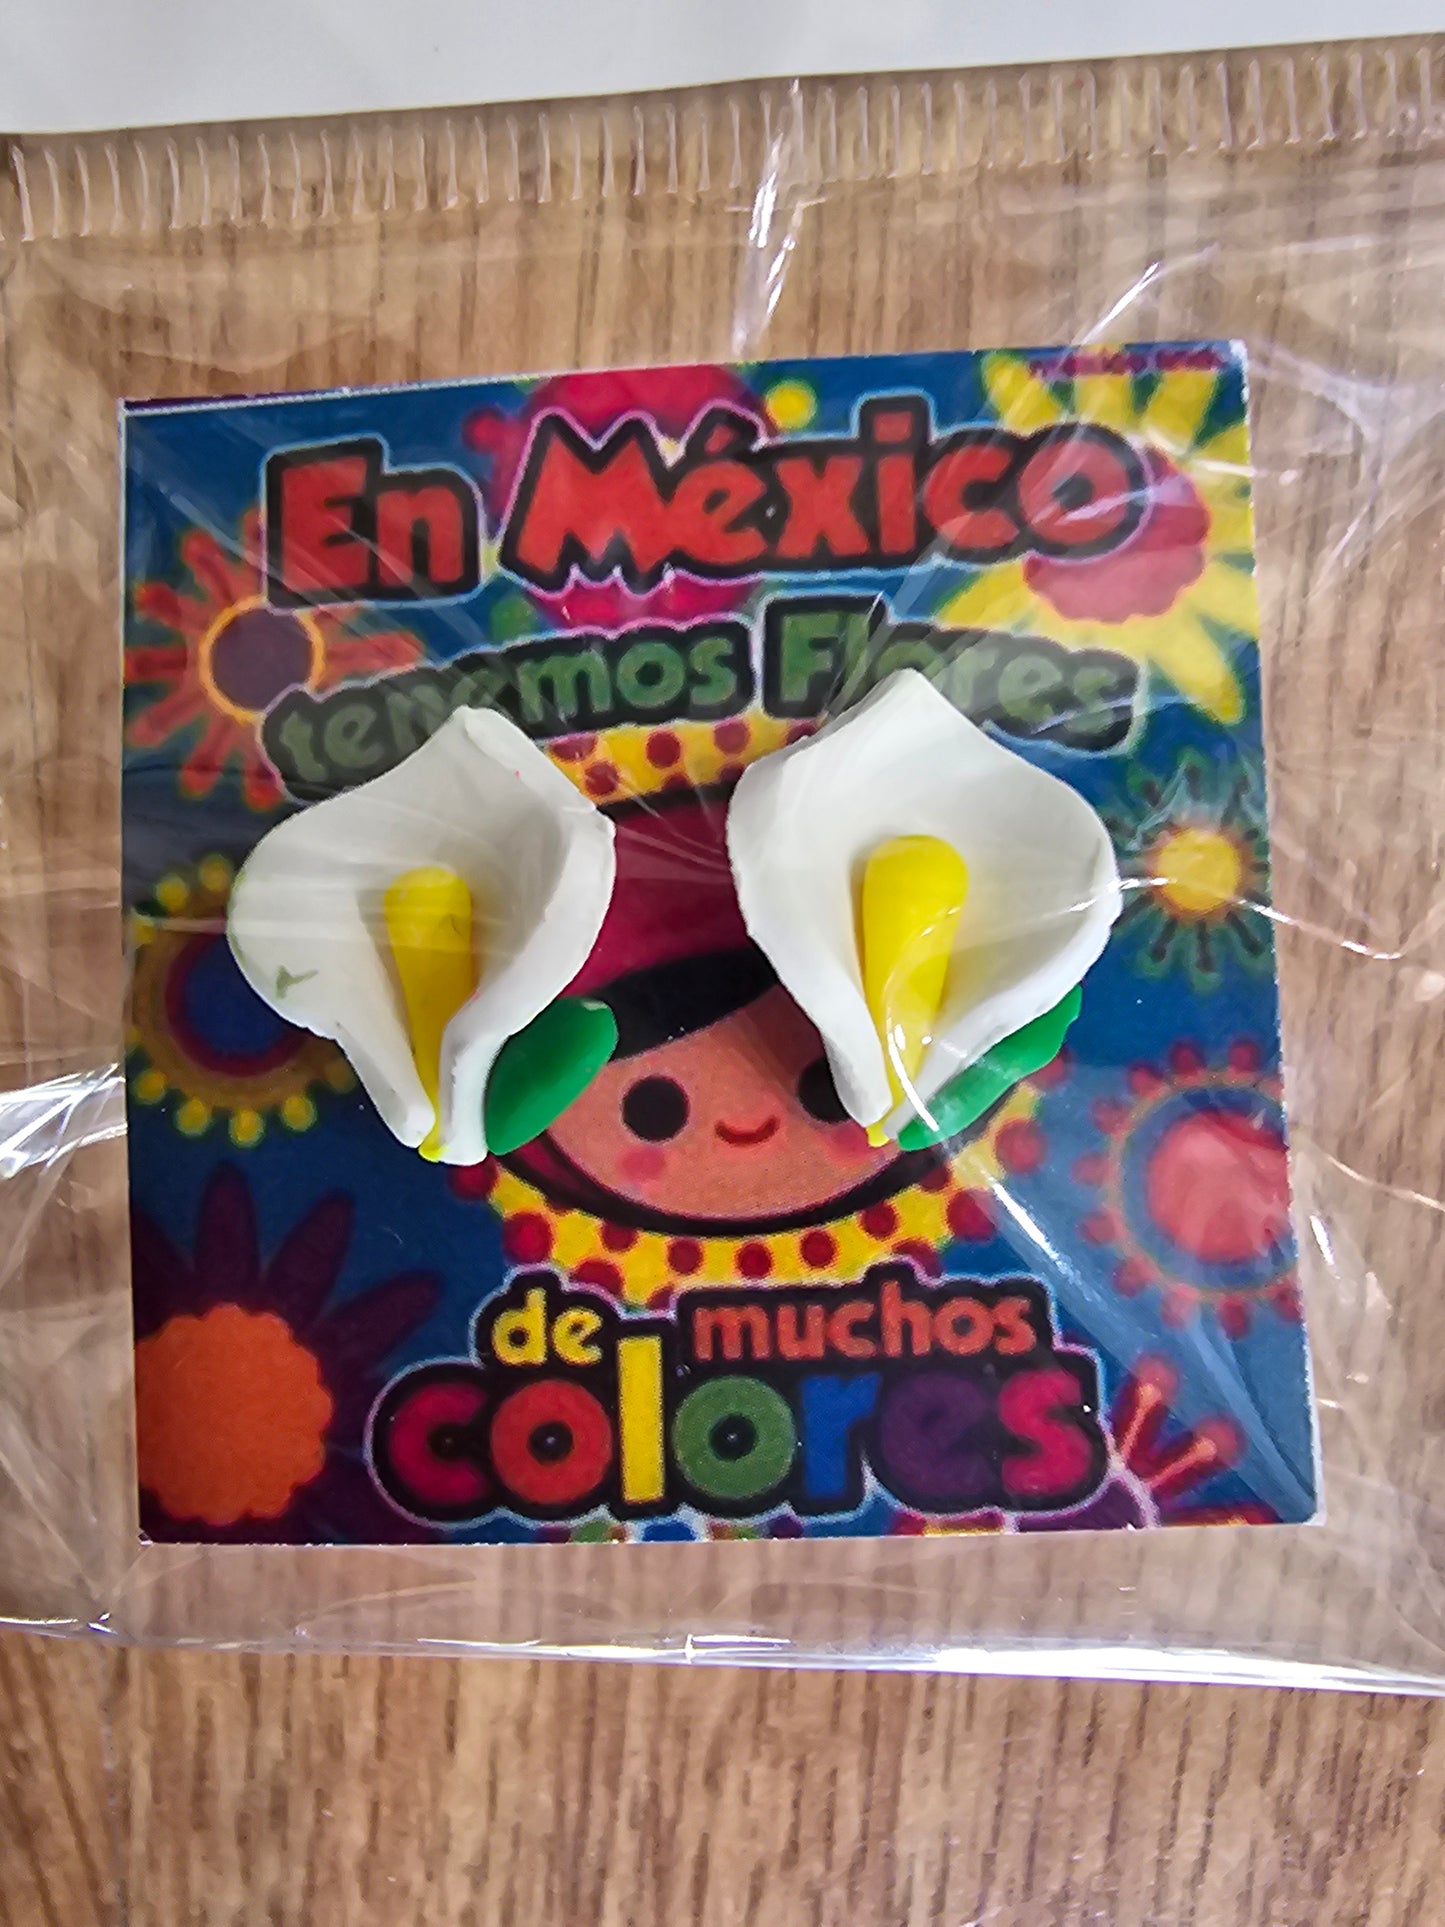 En México
tenemos Flores
de muchos
colores